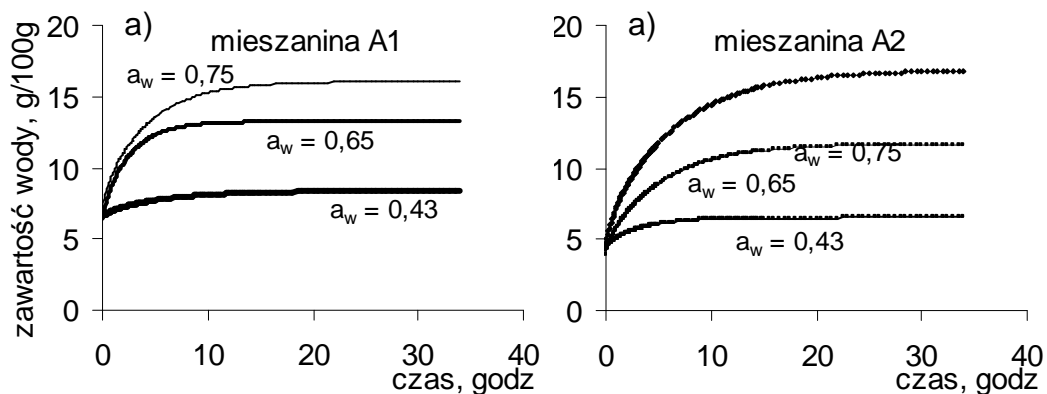 a)
mieszanina A1
zawartość wody, g/100g
20
15
10
5
0
a_w = 0,75
a_w = 0,65
a_w = 0,43
0 10 20 30 40
czas, godz
a)
mieszanina A2
20
15
10
5
0
a_w = 0,75
a_w = 0,65
a_w = 0,43
0 10 20 30 40
czas, godz